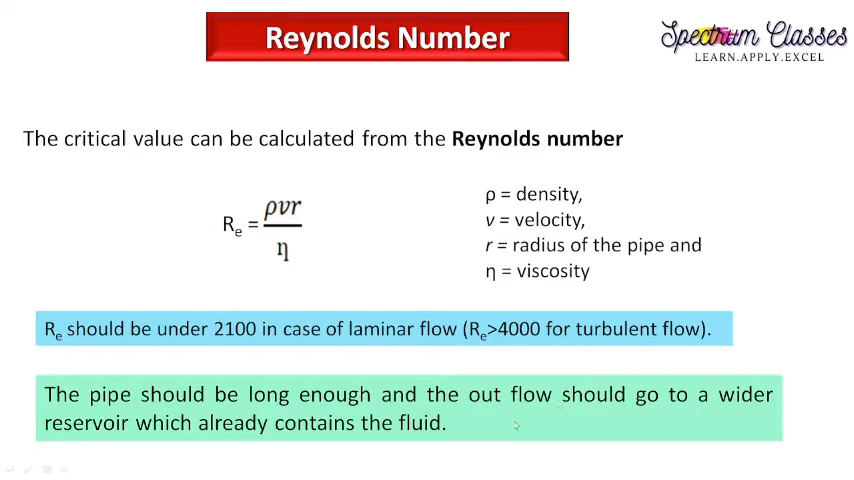 Reynolds Number
Spectrum Classes
LEARN.APPLY.EXCEL
The critical value can be calculated from the Reynolds number
Re = ρvr / η
ρ = density,
v = velocity,
r = radius of the pipe and
η = viscosity
Re should be under 2100 in case of laminar flow (Re>4000 for turbulent flow).
The pipe should be long enough and the out flow should go to a wider
reservoir which already contains the fluid.